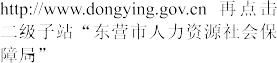 http://www.dongying.gov.cn 再点击
二级子站“东营市人力资源社会保
障局”